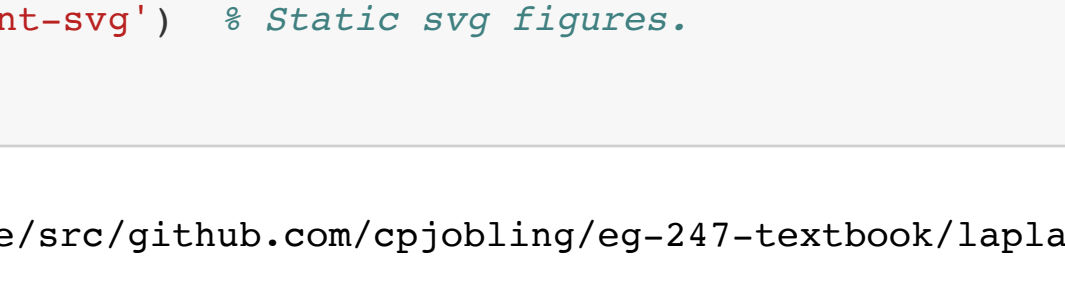 nt-svg')  % Static svg figures.
e/src/github.com/cpjobling/eg-247-textbook/lapla